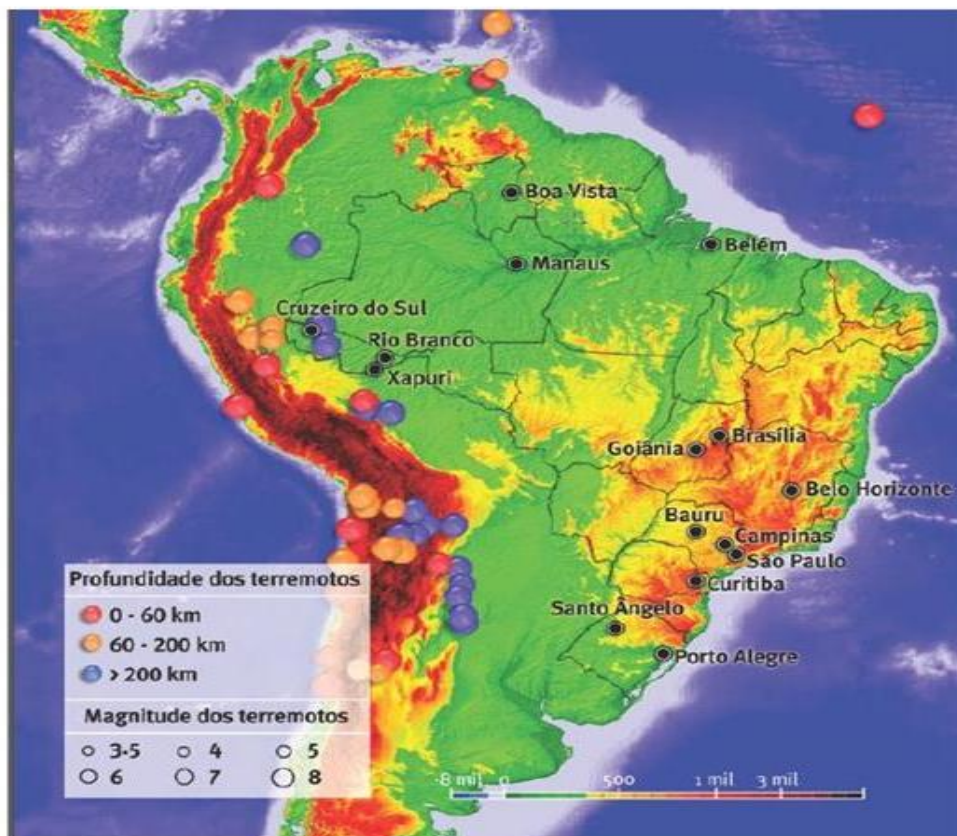 Boa Vista
Belém
Manaus
Cruzeiro do Sul
Rio Branco
Xapuri
Brasília
Goiânia
Belo Horizonte
Bauru
Campinas
São Paulo
Curitiba
Santo Ângelo
Porto Alegre
Profundidade dos terremotos
0 - 60 km
60 - 200 km
> 200 km
Magnitude dos terremotos
3.5 4 5
6 7 8
-8 mil 0 500 1 mil 3 mil